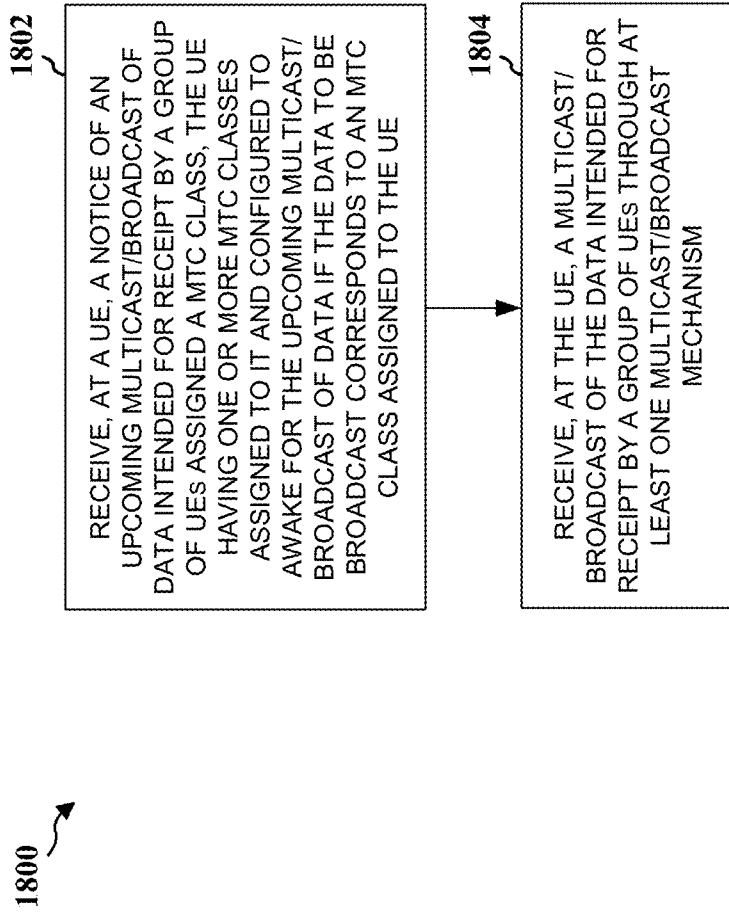 1800
1802
RECEIVE, AT A UE, A NOTICE OF AN
UPCOMING MULTICAST/BROADCAST OF
DATA INTENDED FOR RECEIPT BY A GROUP
OF UEs ASSIGNED A MTC CLASS, THE UE
HAVING ONE OR MORE MTC CLASSES
ASSIGNED TO IT AND CONFIGURED TO
AWAKE FOR THE UPCOMING MULTICAST/
BROADCAST OF DATA IF THE DATA TO BE
BROADCAST CORRESPONDS TO AN MTC
CLASS ASSIGNED TO THE UE
1804
RECEIVE, AT THE UE, A MULTICAST/
BROADCAST OF THE DATA INTENDED FOR
RECEIPT BY A GROUP OF UEs THROUGH AT
LEAST ONE MULTICAST/BROADCAST
MECHANISM